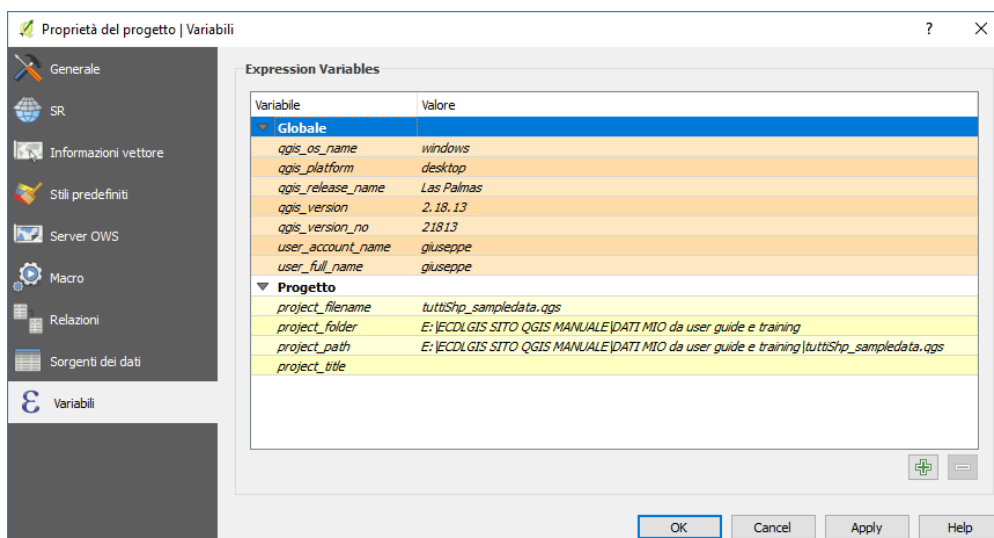 Proprietà del progetto | Variabili
?
Generale
SR
Informazioni vettore
Stili predefiniti
Server OWS
Macro
Relazioni
Sorgenti dei dati
Variabili
Expression Variables
Variabile Valore
Globale
qgis_os_name windows
qgis_platform desktop
qgis_release_name Las Palmas
qgis_version 2.18.13
qgis_version_no 21813
user_account_name giuseppe
user_full_name giuseppe
Progetto
project_filename tuttiShp_sampledata.qgs
project_folder E:\ECDLGIS SITO QGIS MANUALE\DATI MIO da user guide e training
project_path E:\ECDLGIS SITO QGIS MANUALE\DATI MIO da user guide e training\tuttiShp_sampledata.qgs
project_title
OK Cancel Apply Help